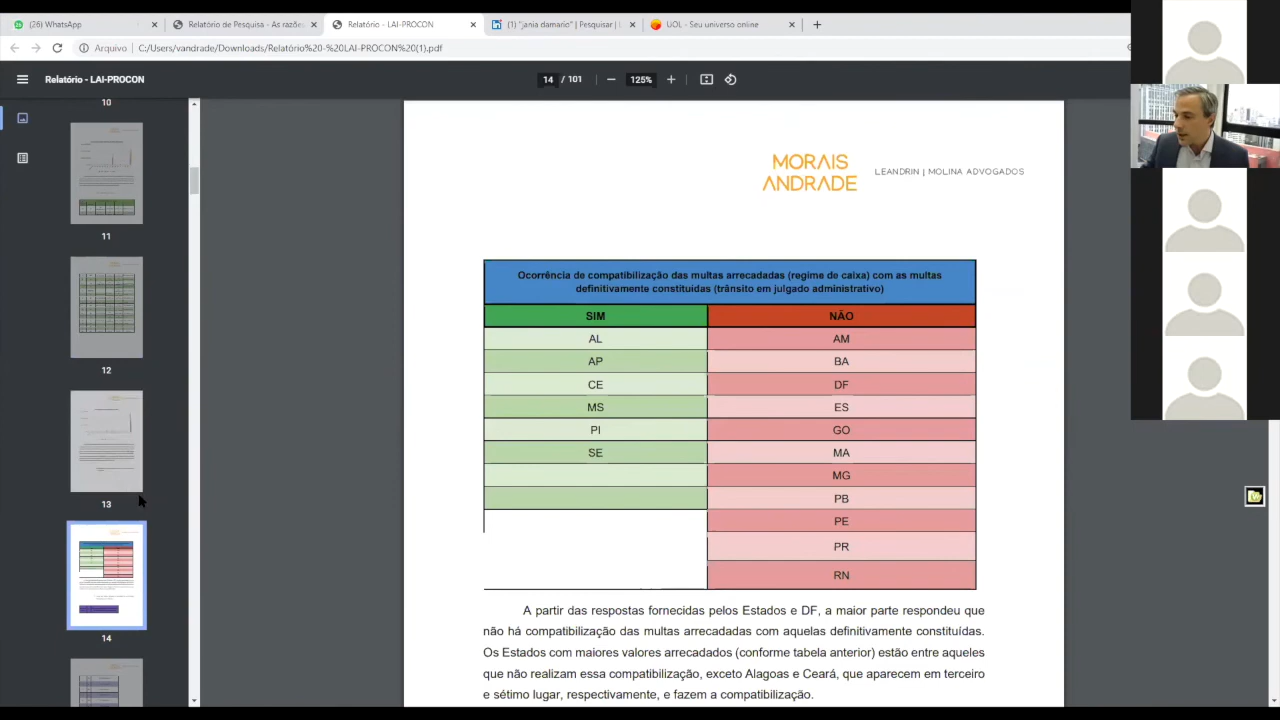 (26) WhatsApp
Relatório de Pesquisa - As razões
Relatório - LAI-PROCON
(1) "jania damario" | Pesquisar |
UOL - Seu universo online
Arquivo
C:/Users/vandrade/Downloads/Relatório%20-%20LAI-PROCON%20(1).pdf
Relatório - LAI-PROCON
14 / 101
125%
10
11
12
13
14
MORAIS
ANDRADE
LEANDRIN | MOLINA ADVOGADOS
Ocorrência de compatibilização das multas arrecadadas (regime de caixa) com as multas
definitivamente constituídas (trânsito em julgado administrativo)
SIM NÃO
AL AM
AP BA
CE DF
MS ES
PI GO
SE MA
MG
PB
PE
PR
RN
A partir das respostas fornecidas pelos Estados e DF, a maior parte respondeu que
não há compatibilização das multas arrecadadas com aquelas definitivamente constituídas.
Os Estados com maiores valores arrecadados (conforme tabela anterior) estão entre aqueles
que não realizam essa compatibilização, exceto Alagoas e Ceará, que aparecem em terceiro
e sétimo lugar, respectivamente, e fazem a compatibilização.